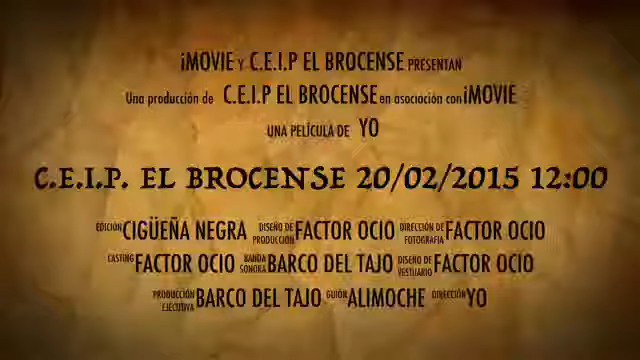 iMOVIE Y C.E.I.P EL BROCENSE PRESENTAN
Una producción de C.E.I.P EL BROCENSE en asociación con iMOVIE
UNA PELÍCULA DE YO
C.E.I.P. EL BROCENSE 20/02/2015 12:00
EDICIÓN CIGÜEÑA NEGRA DISEÑO DE PRODUCCIÓN FACTOR OCIO DIRECCIÓN DE FOTOGRAFIA FACTOR OCIO
CASTING FACTOR OCIO BANDA SONORA BARCO DEL TAJO DISEÑO DE VESTUARIO FACTOR OCIO
PRODUCCIÓN EJECUTIVA BARCO DEL TAJO GUIÓN ALIMOCHE DIRECCIÓN YO